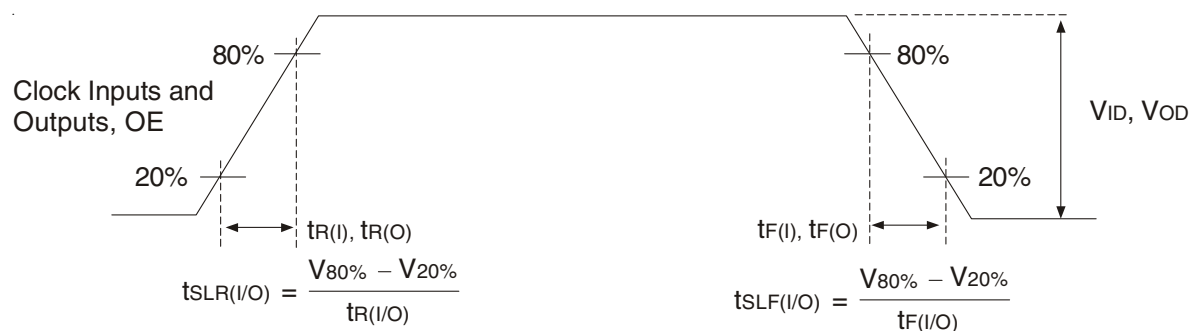 80%
80%
Clock Inputs and
Outputs, OE
VID, VOD
20%
20%
tR(I), tR(O)
tF(I), tF(O)
tSLR(I/O) = V80% – V20%
tR(I/O)
tSLF(I/O) = V80% – V20%
tF(I/O)